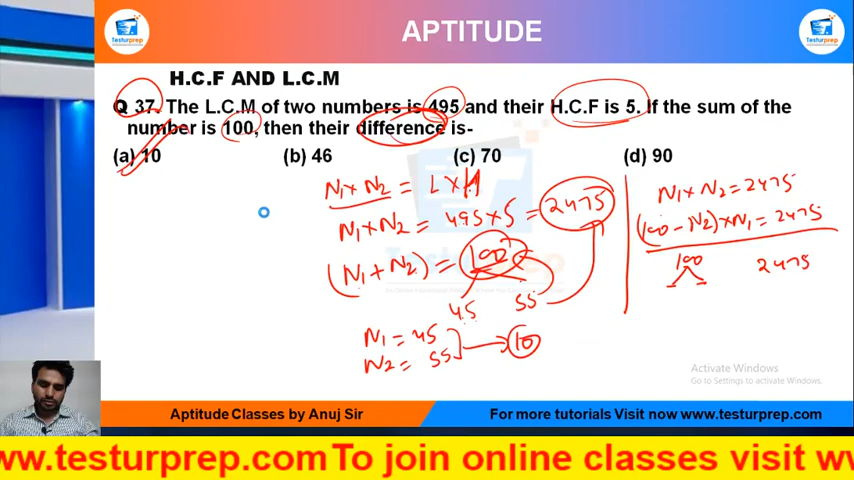 Testurprep
APTITUDE
Testurprep
H.C.F AND L.C.M
Q 37. The L.C.M of two numbers is 495 and their H.C.F is 5. If the sum of the
number is 100, then their difference is-
(a) 10 (b) 46 (c) 70 (d) 90
N1 × N2 = L × H
N1 × N2 = 495 × 5 = 2475
(N1 + N2) = 100
45 55
N1 = 45
N2 = 55
10
N1 × N2 = 2475
(100 - N2) × N1 = 2475
100 2475
Activate Windows
Go to Settings to activate Windows.
Aptitude Classes by Anuj Sir For more tutorials Visit now www.testurprep.com
www.testurprep.com To join online classes visit ww